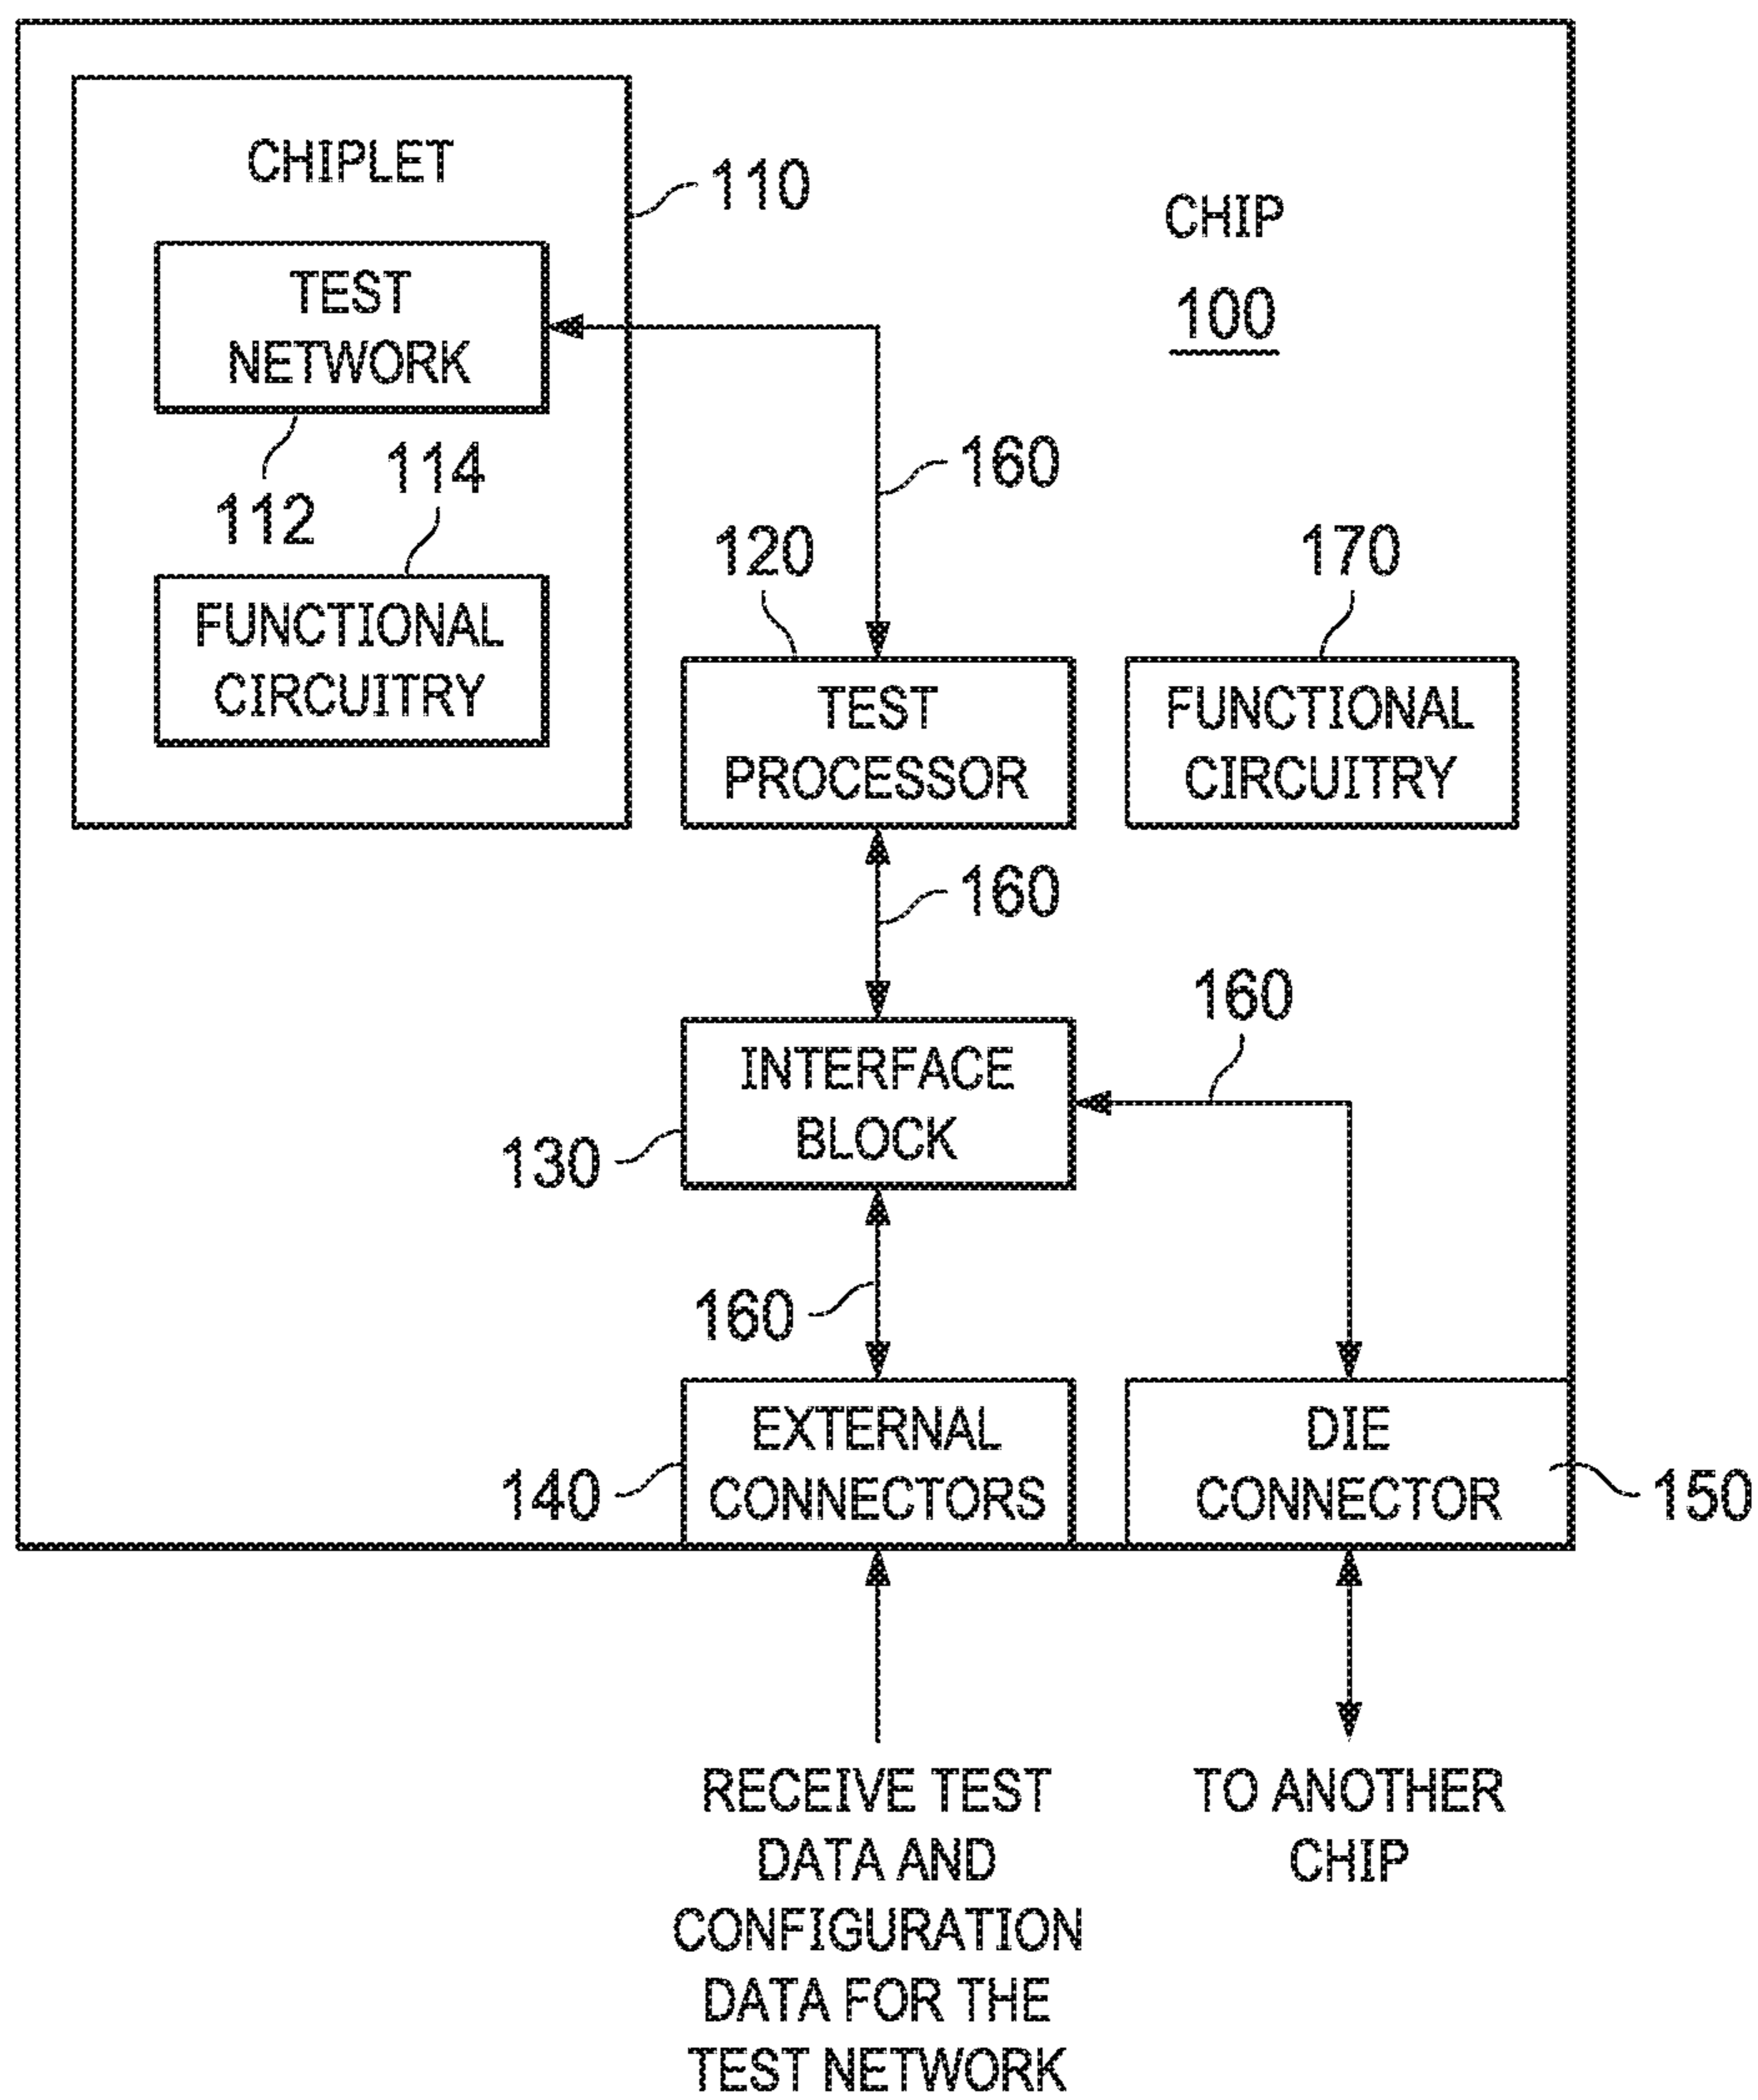 CHIPLET
110
CHIP
100
TEST
NETWORK
112
114
FUNCTIONAL
CIRCUITRY
160
120
TEST
PROCESSOR
170
FUNCTIONAL
CIRCUITRY
160
160
INTERFACE
BLOCK
130
160
EXTERNAL
CONNECTORS
140
DIE
CONNECTOR
150
RECEIVE TEST
DATA AND
CONFIGURATION
DATA FOR THE
TEST NETWORK
TO ANOTHER
CHIP